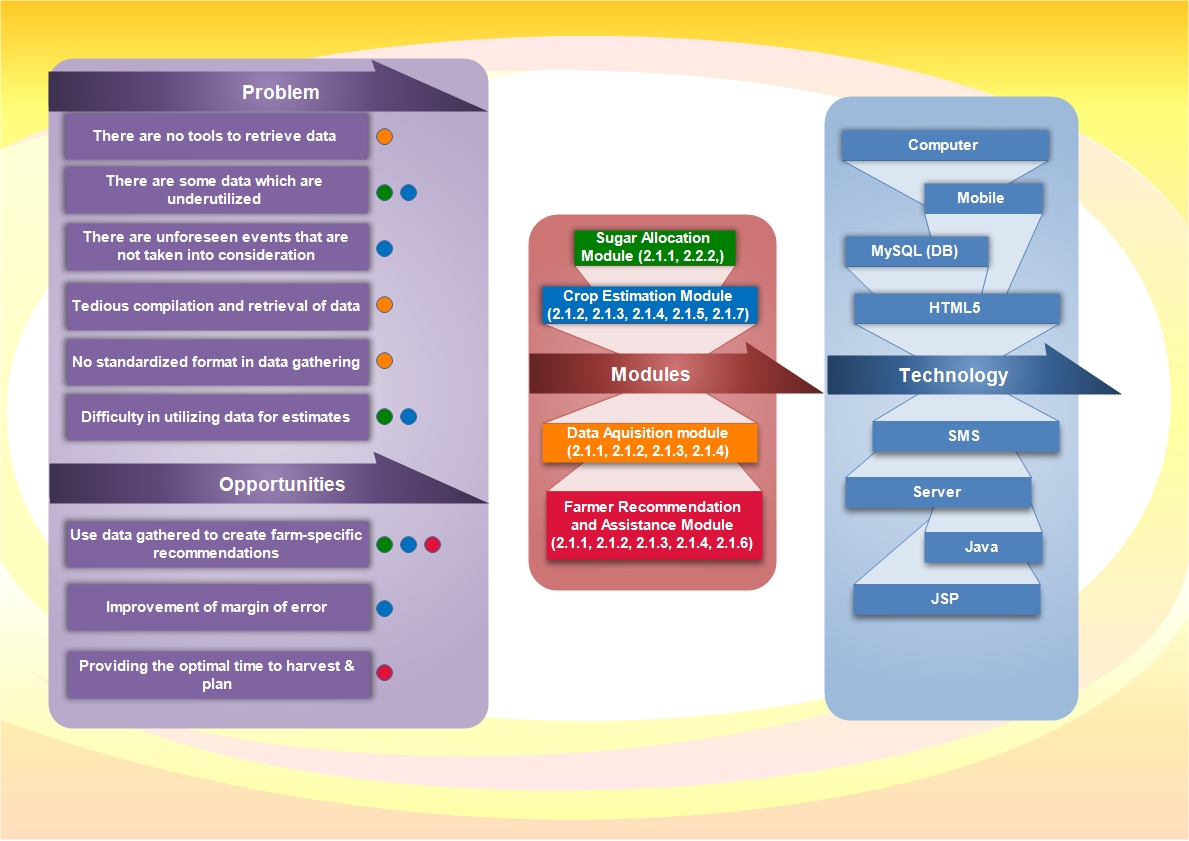 Problem
There are no tools to retrieve data
There are some data which are
underutilized
There are unforeseen events that are
not taken into consideration
Tedious compilation and retrieval of data
No standardized format in data gathering
Difficulty in utilizing data for estimates
Opportunities
Use data gathered to create farm-specific
recommendations
Improvement of margin of error
Providing the optimal time to harvest &
plan
Sugar Allocation
Module (2.1.1, 2.2.2,)
Crop Estimation Module
(2.1.2, 2.1.3, 2.1.4, 2.1.5, 2.1.7)
Modules
Data Aquisition module
(2.1.1, 2.1.2, 2.1.3, 2.1.4)
Farmer Recommendation
and Assistance Module
(2.1.1, 2.1.2, 2.1.3, 2.1.4, 2.1.6)
Computer
Mobile
MySQL (DB)
HTML5
Technology
SMS
Server
Java
JSP